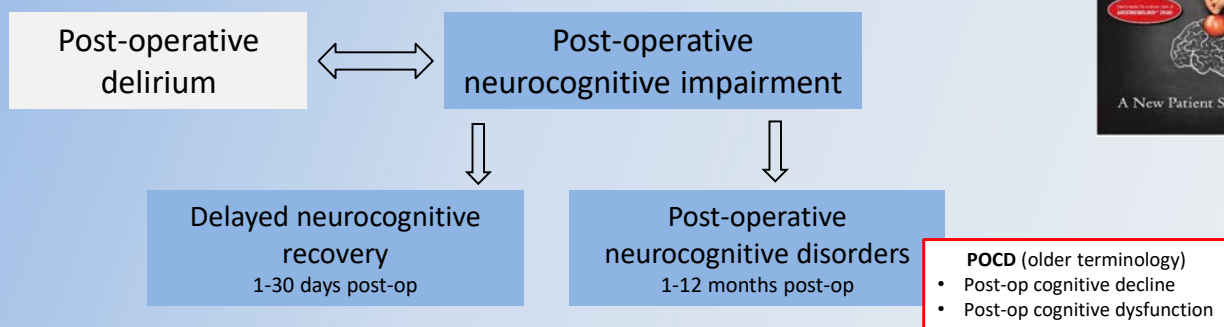 Post-operative
delirium
Post-operative
neurocognitive impairment
A New Patient S
Delayed neurocognitive
recovery
1-30 days post-op
Post-operative
neurocognitive disorders
1-12 months post-op
POCD (older terminology)
• Post-op cognitive decline
• Post-op cognitive dysfunction